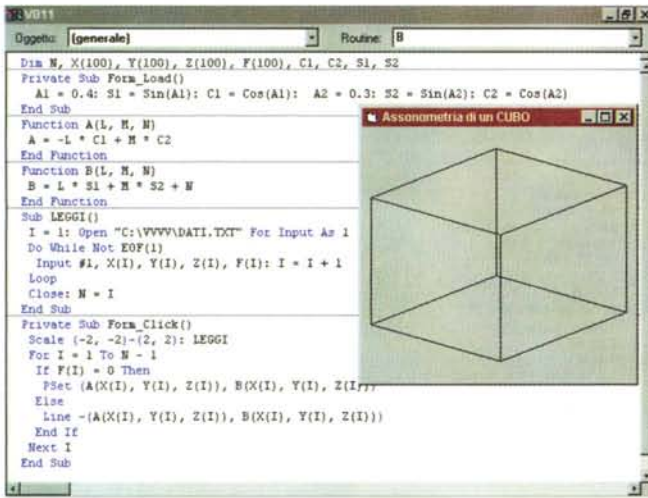 V011
Oggetto: (generale) Routine: B
Dim N, X(100), Y(100), Z(100), F(100), C1, C2, S1, S2
Private Sub Form_Load()
A1 = 0.4: S1 = Sin(A1): C1 = Cos(A1): A2 = 0.3: S2 = Sin(A2): C2 = Cos(A2)
End Sub
Function A(L, M, N)
A = -L * C1 + M * C2
End Function
Function B(L, M, N)
B = L * S1 + M * S2 + N
End Function
Sub LEGGI()
I = 1: Open "C:\VVVV\DATI.TXT" For Input As 1
Do While Not EOF(1)
Input #1, X(I), Y(I), Z(I), F(I): I = I + 1
Loop
Close: N = I
End Sub
Private Sub Form_Click()
Scale (-2, -2)-(2, 2): LEGGI
For I = 1 To N - 1
If F(I) = 0 Then
PSet (A(X(I), Y(I), Z(I)), B(X(I), Y(I), Z(I)))
Else
Line -(A(X(I), Y(I), Z(I)), B(X(I), Y(I), Z(I)))
End If
Next I
End Sub
Assonometria di un CUBO